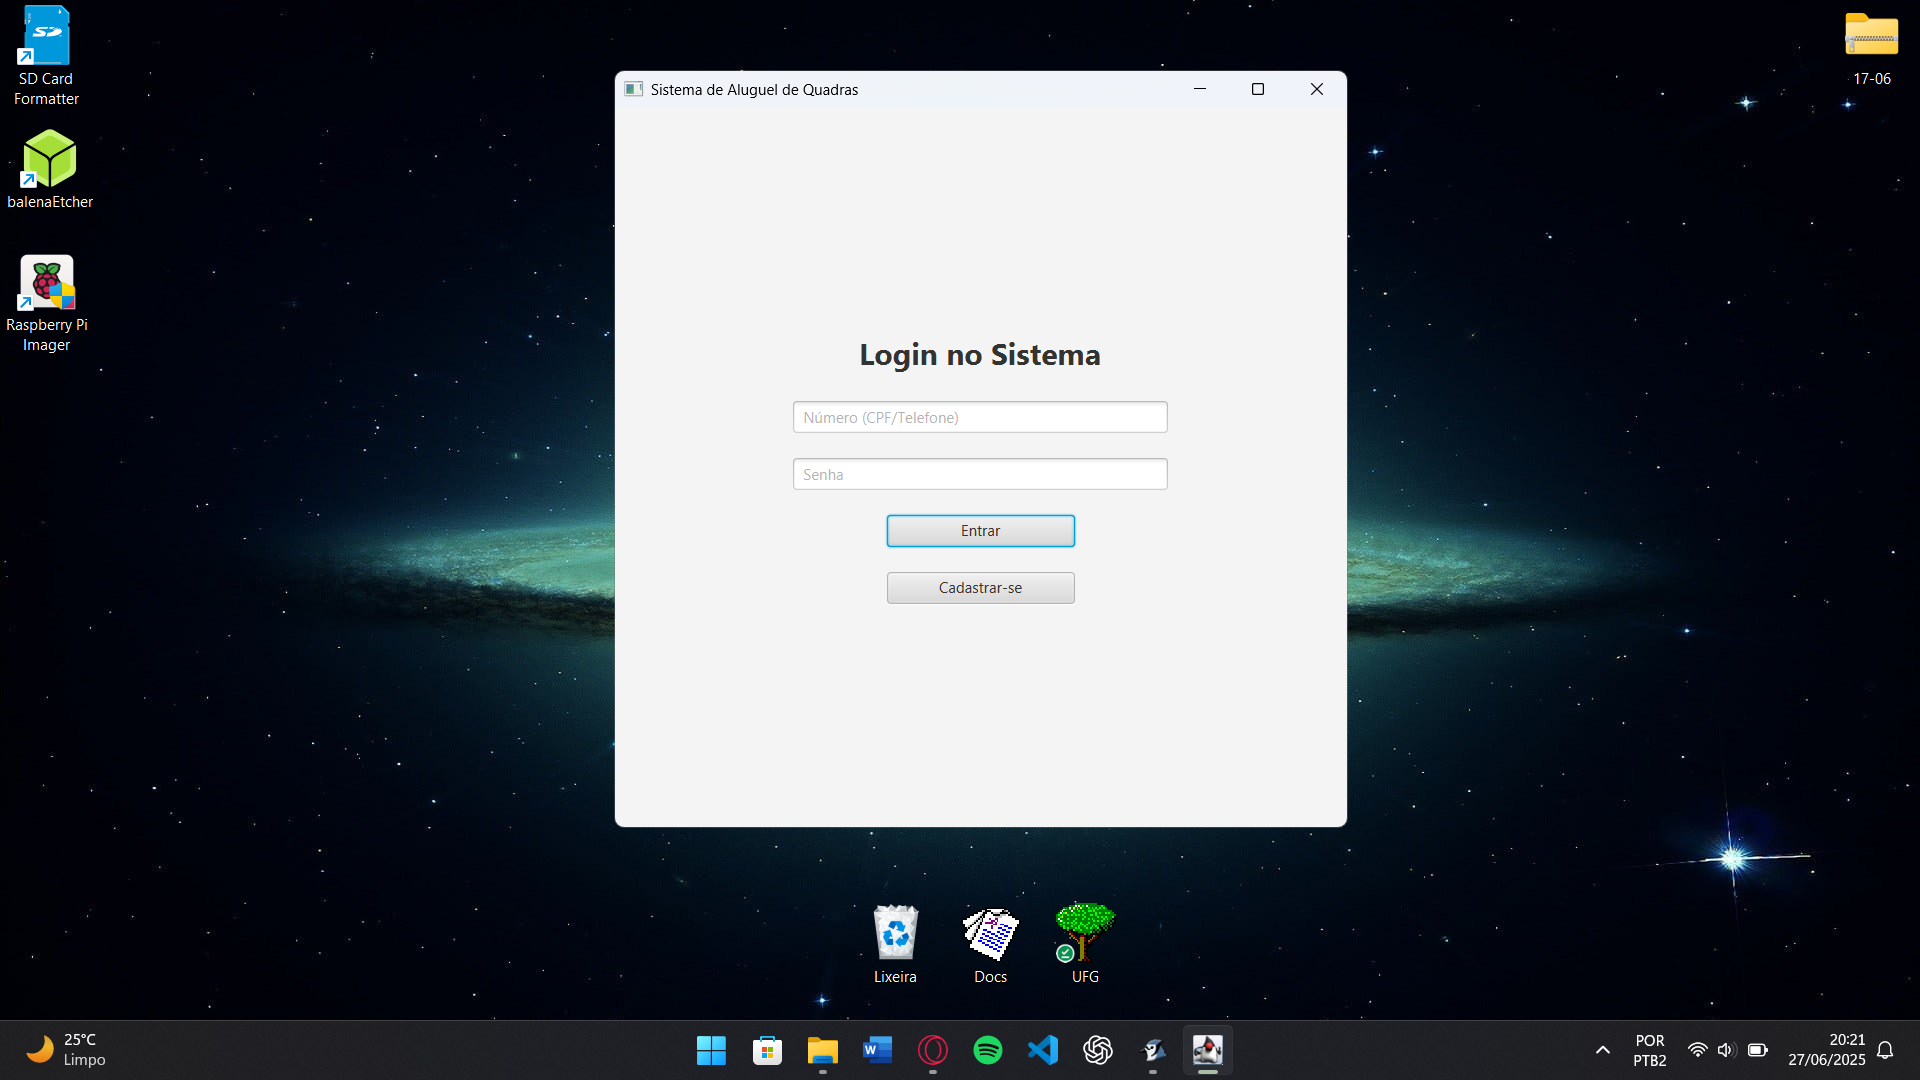 SD Card
Formatter
balenaEtcher
Raspberry Pi
Imager
17-06
Sistema de Aluguel de Quadras
Login no Sistema
Número (CPF/Telefone)
Senha
Entrar
Cadastrar-se
Lixeira
Docs
UFG
25°C
Limpo
POR
PTB2
20:21
27/06/2025